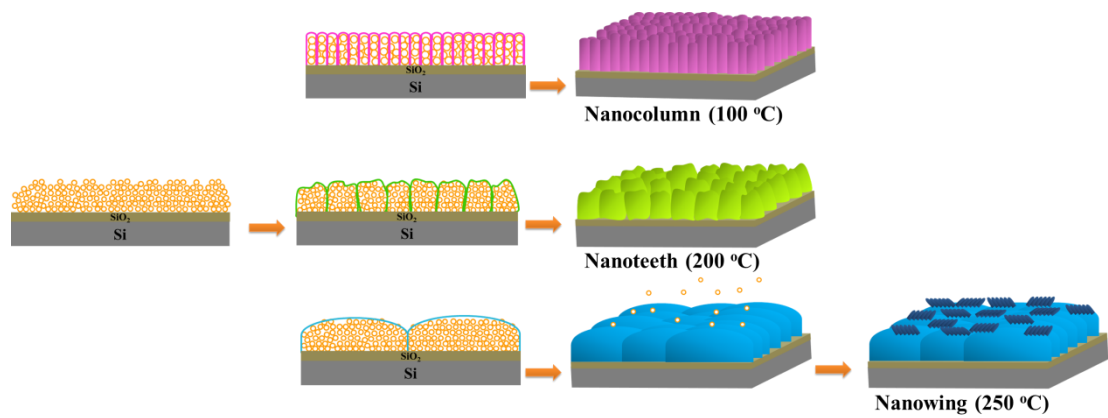 SiO₂
Si
Nanocolumn (100 °C)
SiO₂
Si
SiO₂
Si
Nanoteeth (200 °C)
SiO₂
Si
Nanowing (250 °C)